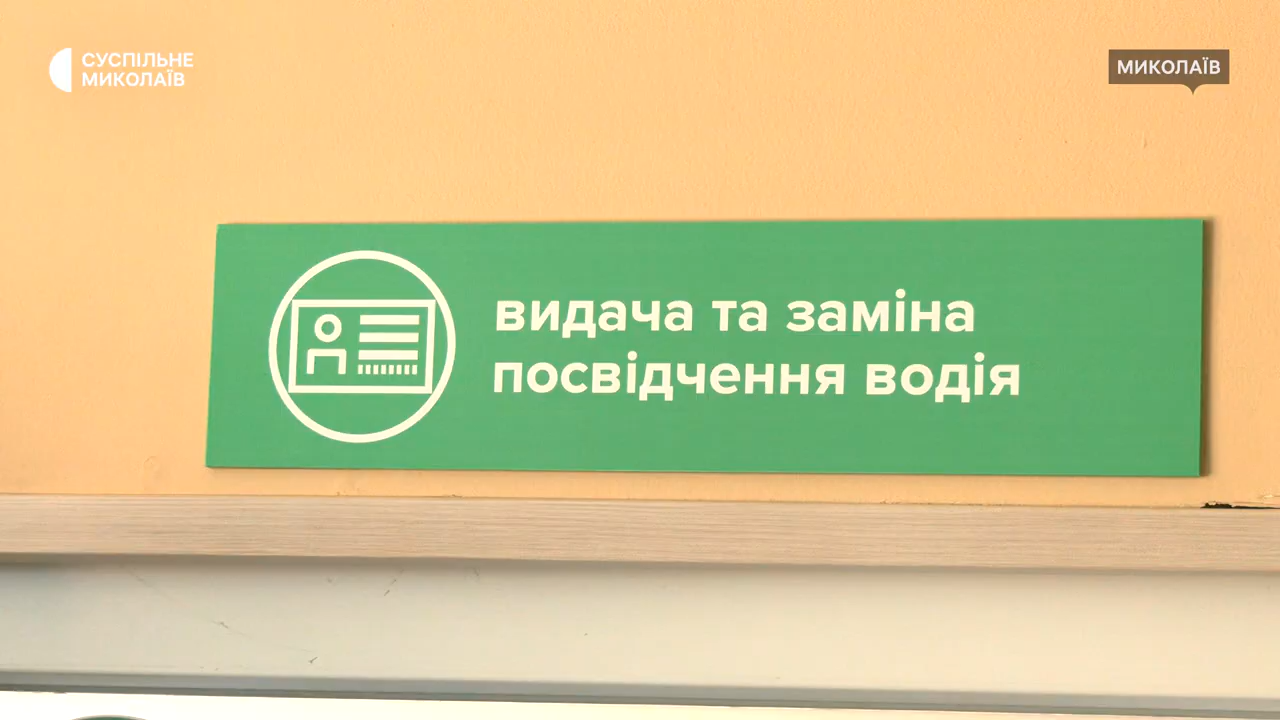 СУСПІЛЬНЕ
МИКОЛАЇВ
МИКОЛАЇВ
видача та заміна
посвідчення водія